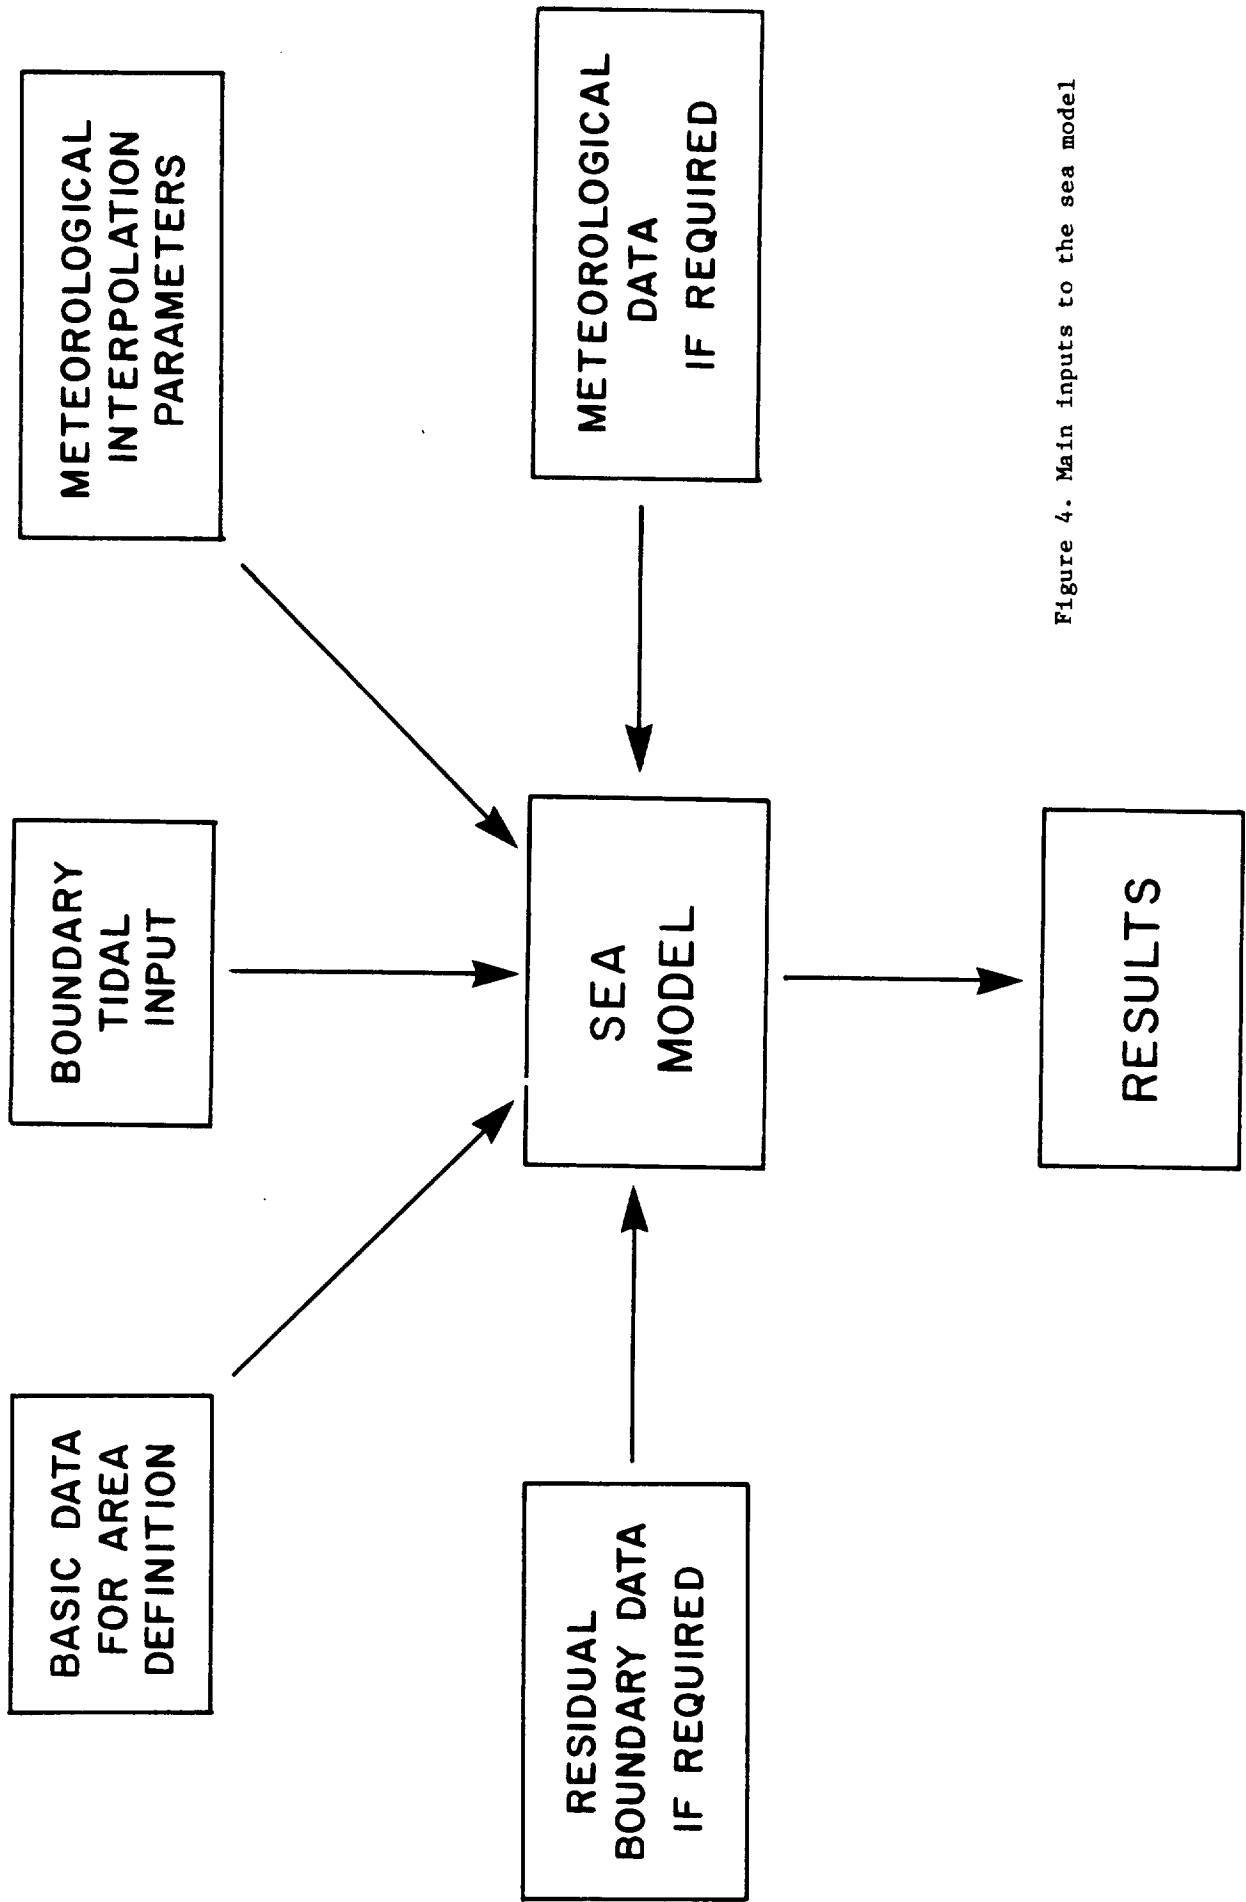 BASIC DATA
FOR AREA
DEFINITION
BOUNDARY
TIDAL
INPUT
METEOROLOGICAL
INTERPOLATION
PARAMETERS
RESIDUAL
BOUNDARY DATA
IF REQUIRED
SEA
MODEL
METEOROLOGICAL
DATA
IF REQUIRED
RESULTS
Figure 4. Main inputs to the sea model